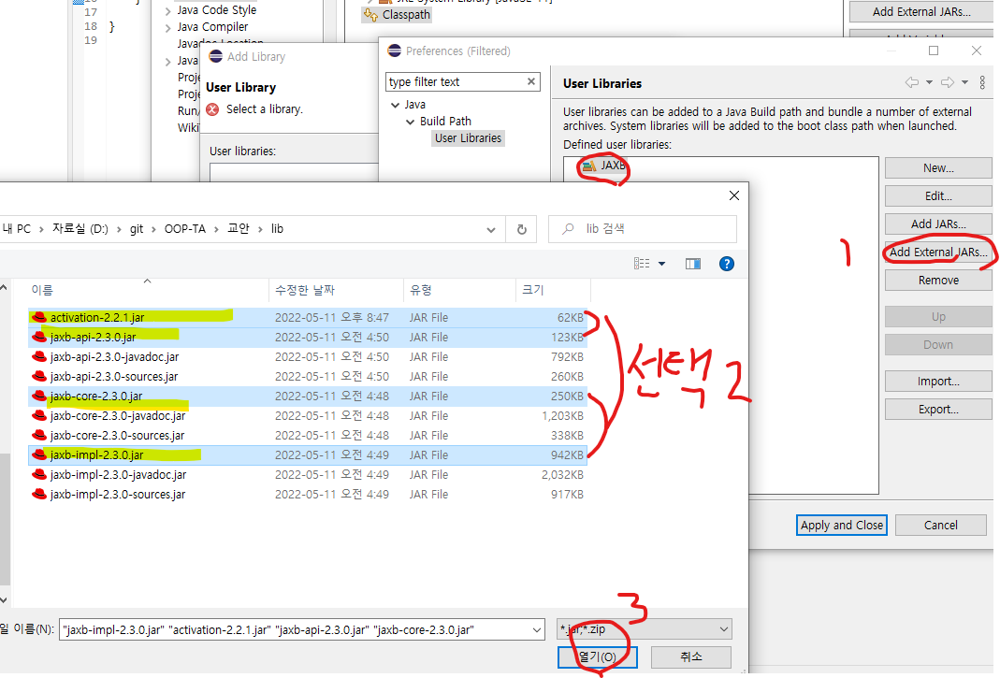 16
17
18 }
19
Java Code Style
Java Compiler
Javadoc Location
Java
Proje
Proje
Run/
Wiki
JRE System Library [JavaSE-11]
Classpath
Add External JARs...
Add Library
User Library
Select a library.
User libraries:
Preferences (Filtered)
type filter text
Java
Build Path
User Libraries
User Libraries
User libraries can be added to a Java Build path and bundle a number of external
archives. System libraries will be added to the boot class path when launched.
Defined user libraries:
JAXB
New...
Edit...
Add JARs...
1
Add External JARs...
Remove
Up
Down
Import...
Export...
Apply and Close
Cancel
내 PC > 자료실 (D:) > git > OOP-TA > 교안 > lib
lib 검색
이름 수정한 날짜 유형 크기
activation-2.2.1.jar 2022-05-11 오후 8:47 JAR File 62KB
jaxb-api-2.3.0.jar 2022-05-11 오전 4:50 JAR File 123KB
jaxb-api-2.3.0-javadoc.jar 2022-05-11 오전 4:50 JAR File 792KB
jaxb-api-2.3.0-sources.jar 2022-05-11 오전 4:50 JAR File 260KB
jaxb-core-2.3.0.jar 2022-05-11 오전 4:48 JAR File 250KB
jaxb-core-2.3.0-javadoc.jar 2022-05-11 오전 4:48 JAR File 1,203KB
jaxb-core-2.3.0-sources.jar 2022-05-11 오전 4:48 JAR File 338KB
jaxb-impl-2.3.0.jar 2022-05-11 오전 4:49 JAR File 942KB
jaxb-impl-2.3.0-javadoc.jar 2022-05-11 오전 4:49 JAR File 2,032KB
jaxb-impl-2.3.0-sources.jar 2022-05-11 오전 4:49 JAR File 917KB
선택 2
일 이름(N): "jaxb-impl-2.3.0.jar" "activation-2.2.1.jar" "jaxb-api-2.3.0.jar" "jaxb-core-2.3.0.jar"
*.jar;*.zip
3
열기(O)
취소